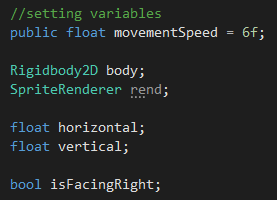 //setting variables
public float movementSpeed = 6f;
Rigidbody2D body;
SpriteRenderer rend;
float horizontal;
float vertical;
bool isFacingRight;